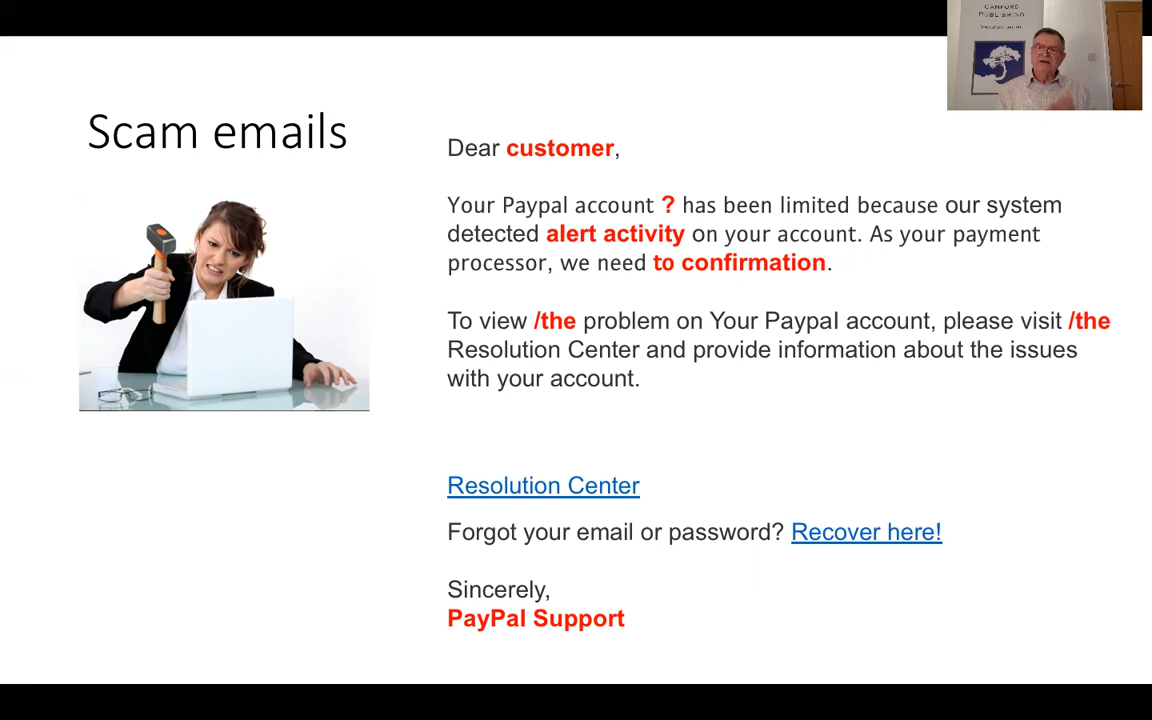 CANFORD
PUBLISHING
Scam emails
Dear customer,
Your Paypal account ? has been limited because our system
detected alert activity on your account. As your payment
processor, we need to confirmation.
To view /the problem on Your Paypal account, please visit /the
Resolution Center and provide information about the issues
with your account.
Resolution Center
Forgot your email or password? Recover here!
Sincerely,
PayPal Support